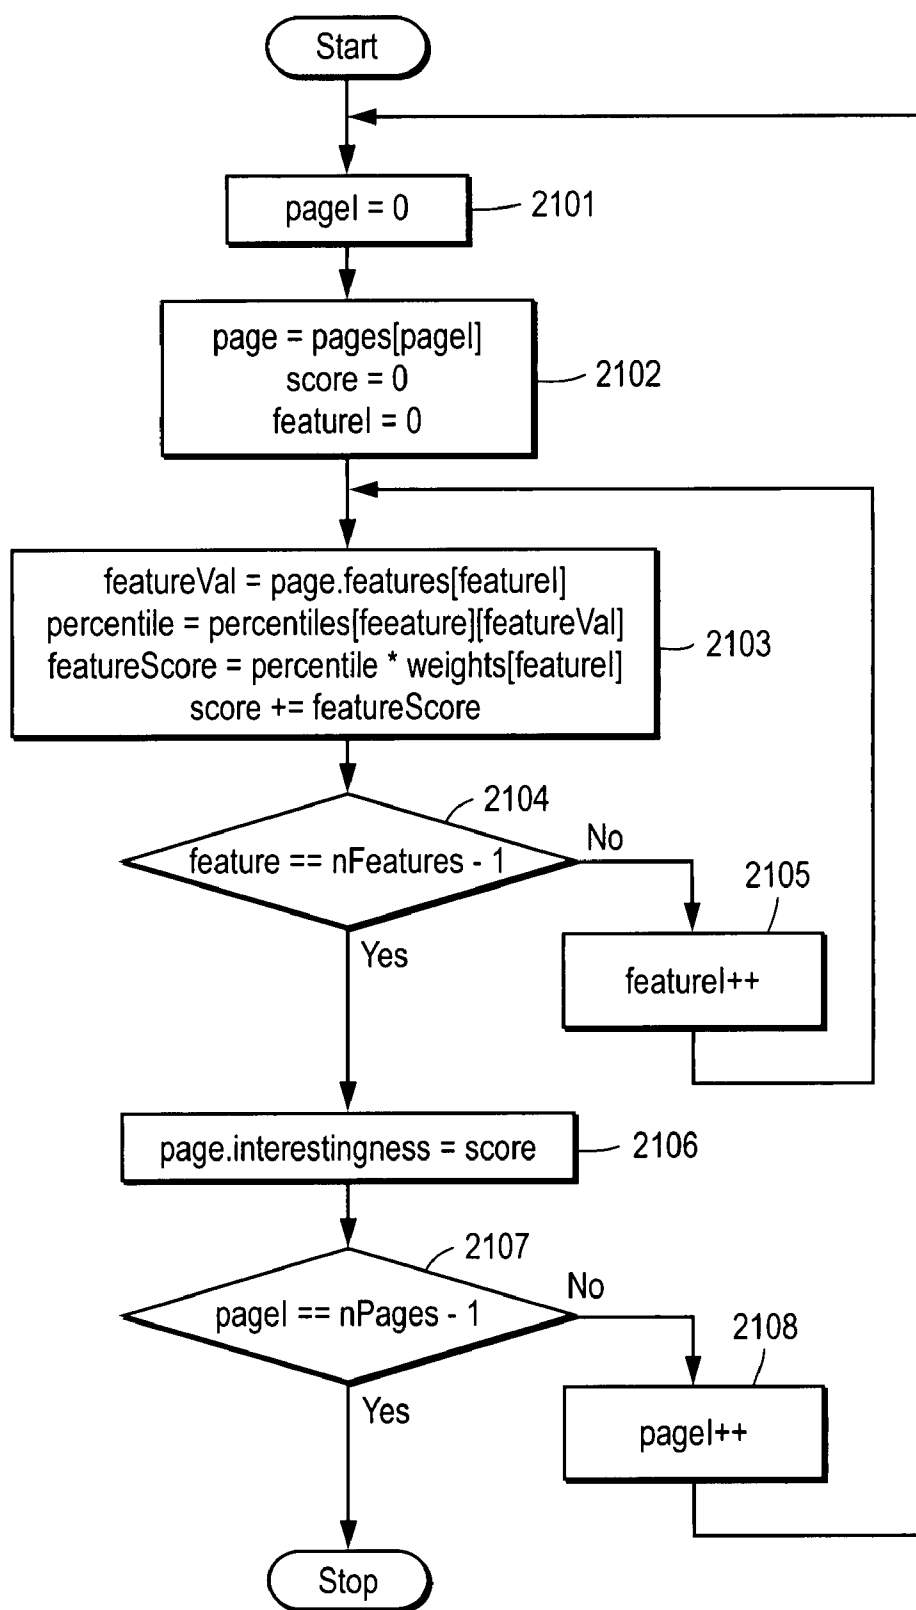 Start
pageI = 0
2101
page = pages[pageI]
score = 0
featureI = 0
2102
featureVal = page.features[featureI]
percentile = percentiles[feeature][featureVal]
featureScore = percentile * weights[featureI]
score += featureScore
2103
2104
feature == nFeatures - 1
No
Yes
2105
featureI++
page.interestingness = score
2106
2107
pageI == nPages - 1
No
Yes
2108
pageI++
Stop